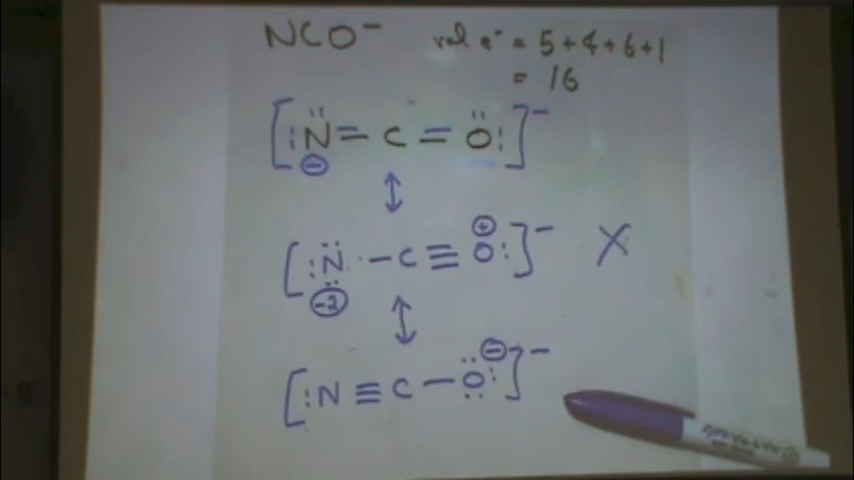 NCO⁻ val e⁻ = 5+4+6+1
= 16
[:N̈=C=Ö:]⁻
⊖
↕
⊕
[:N̈-C≡O:]⁻ X
-2
↕
⊖
[:N≡C-Ö:]⁻